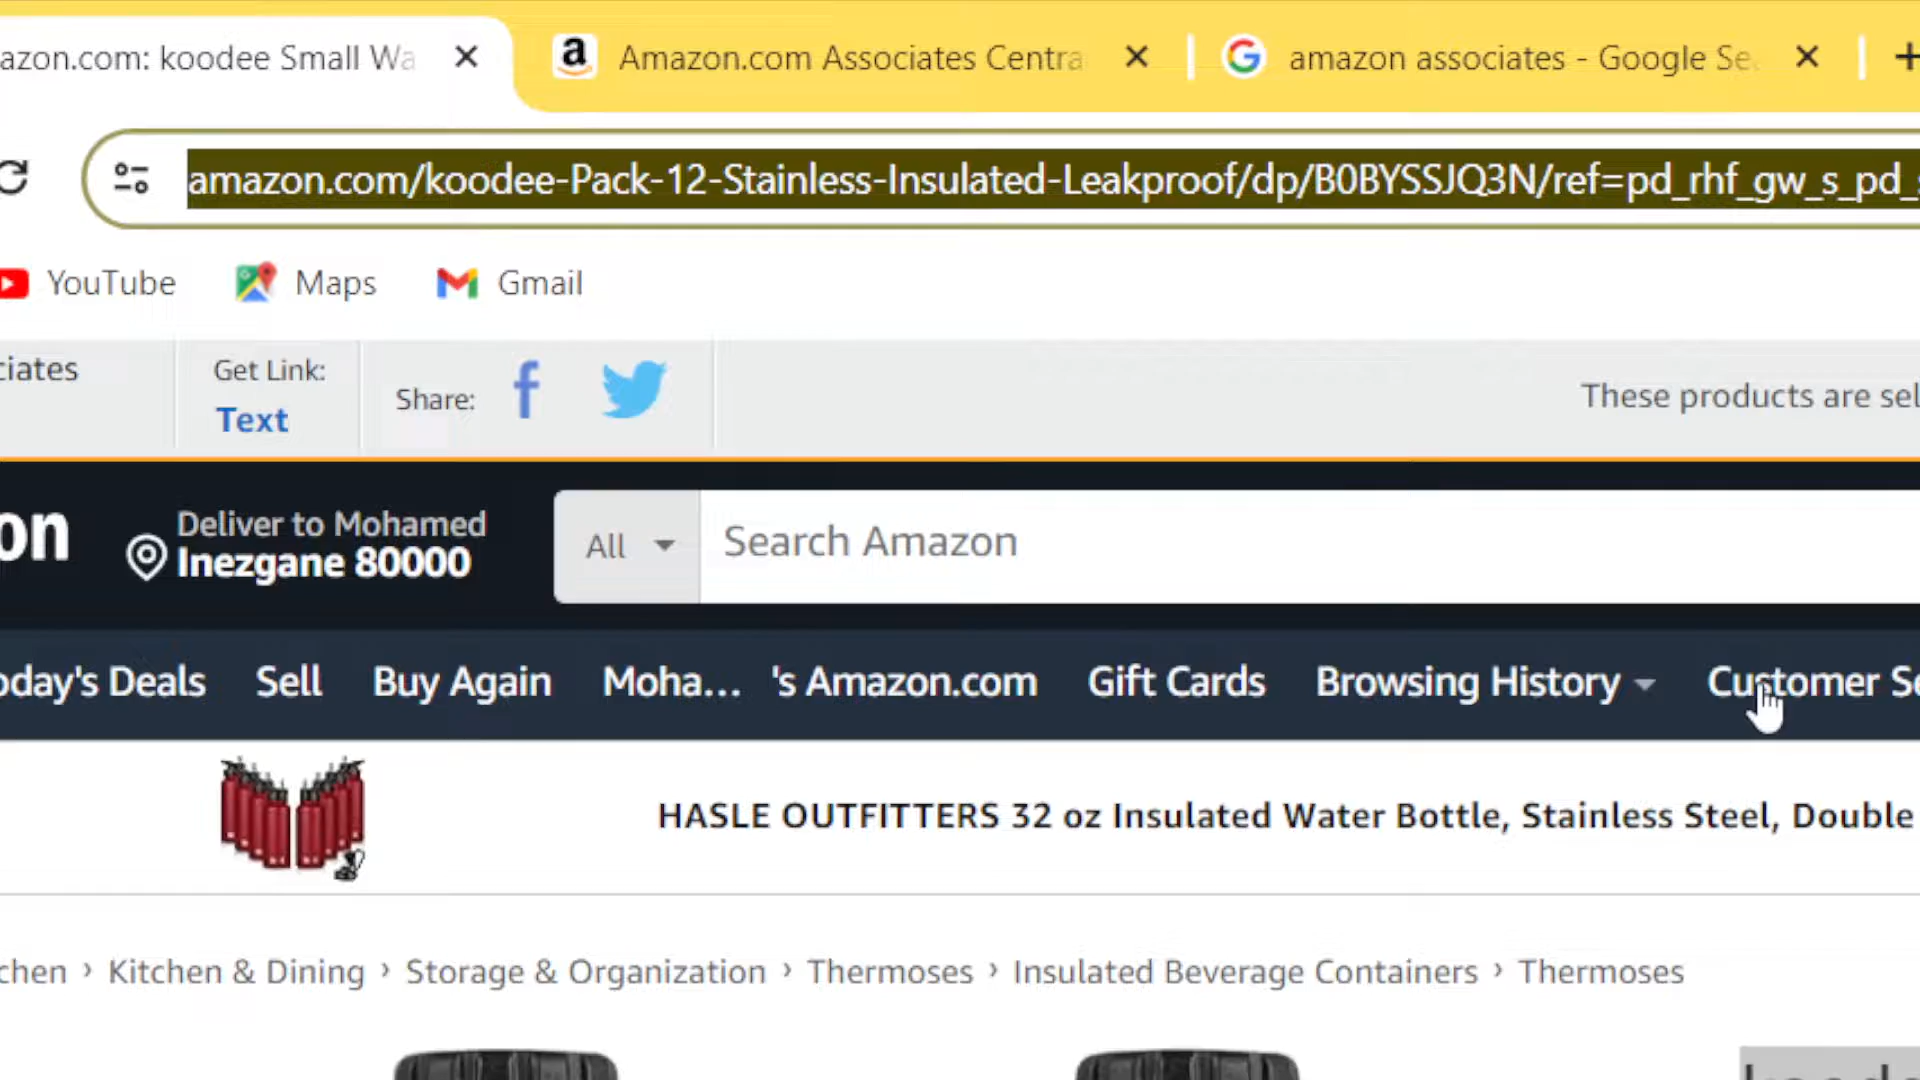 azon.com: koodee Small Wa
Amazon.com Associates Centra
amazon associates - Google Se
amazon.com/koodee-Pack-12-Stainless-Insulated-Leakproof/dp/B0BYSSJQ3N/ref=pd_rhf_gw_s_pd_s
YouTube
Maps
Gmail
ciates
Get Link:
Text
Share:
These products are sel
on
Deliver to Mohamed
Inezgane 80000
All
Search Amazon
oday's Deals
Sell
Buy Again
Moha... 's Amazon.com
Gift Cards
Browsing History
Customer Se
HASLE OUTFITTERS 32 oz Insulated Water Bottle, Stainless Steel, Double
chen › Kitchen & Dining › Storage & Organization › Thermoses › Insulated Beverage Containers › Thermoses